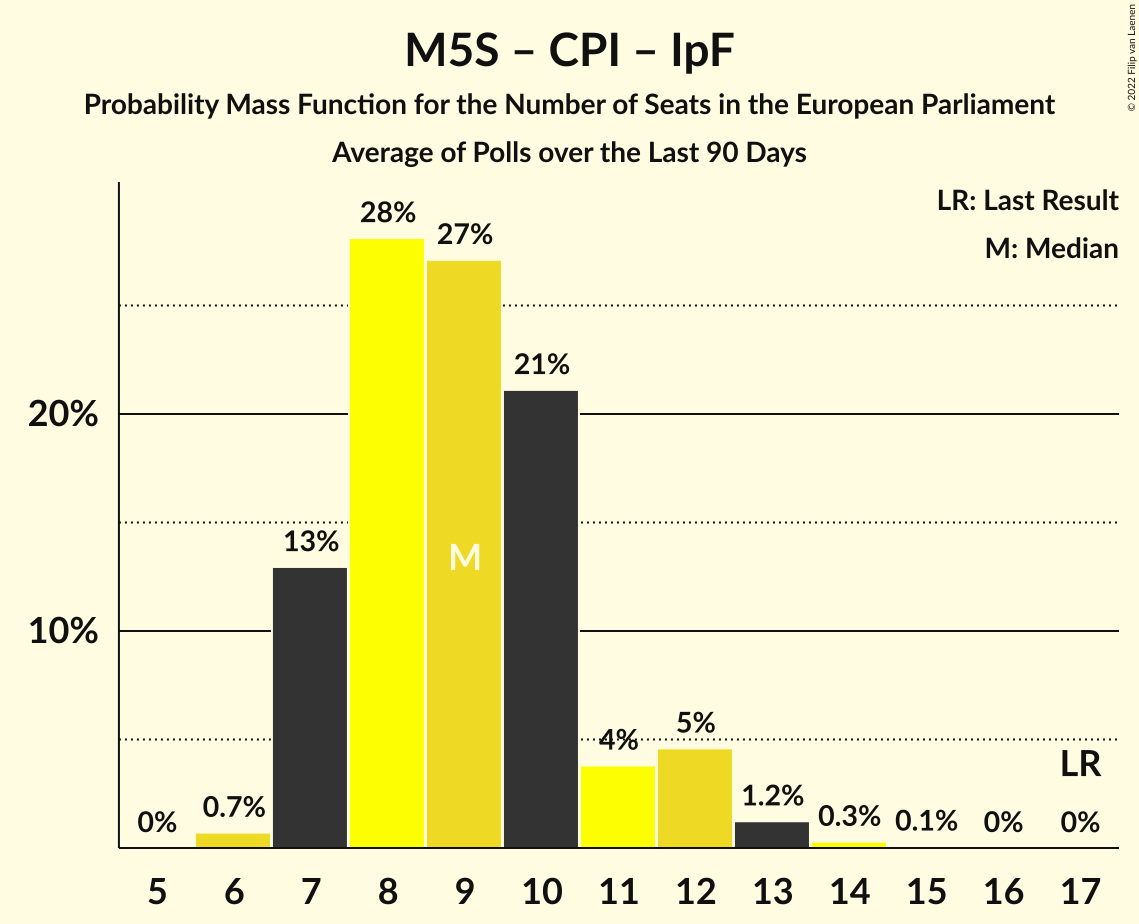 M5S – CPI – IpF
Probability Mass Function for the Number of Seats in the European Parliament
Average of Polls over the Last 90 Days
© 2022 Filip van Laenen
LR: Last Result
M: Median
28%
27%
21%
20%
13%
M
10%
5%
4%
LR
1.2%
0.7%
0.3%
0.1%
0%
0%
0%
5 6 7 8 9 10 11 12 13 14 15 16 17